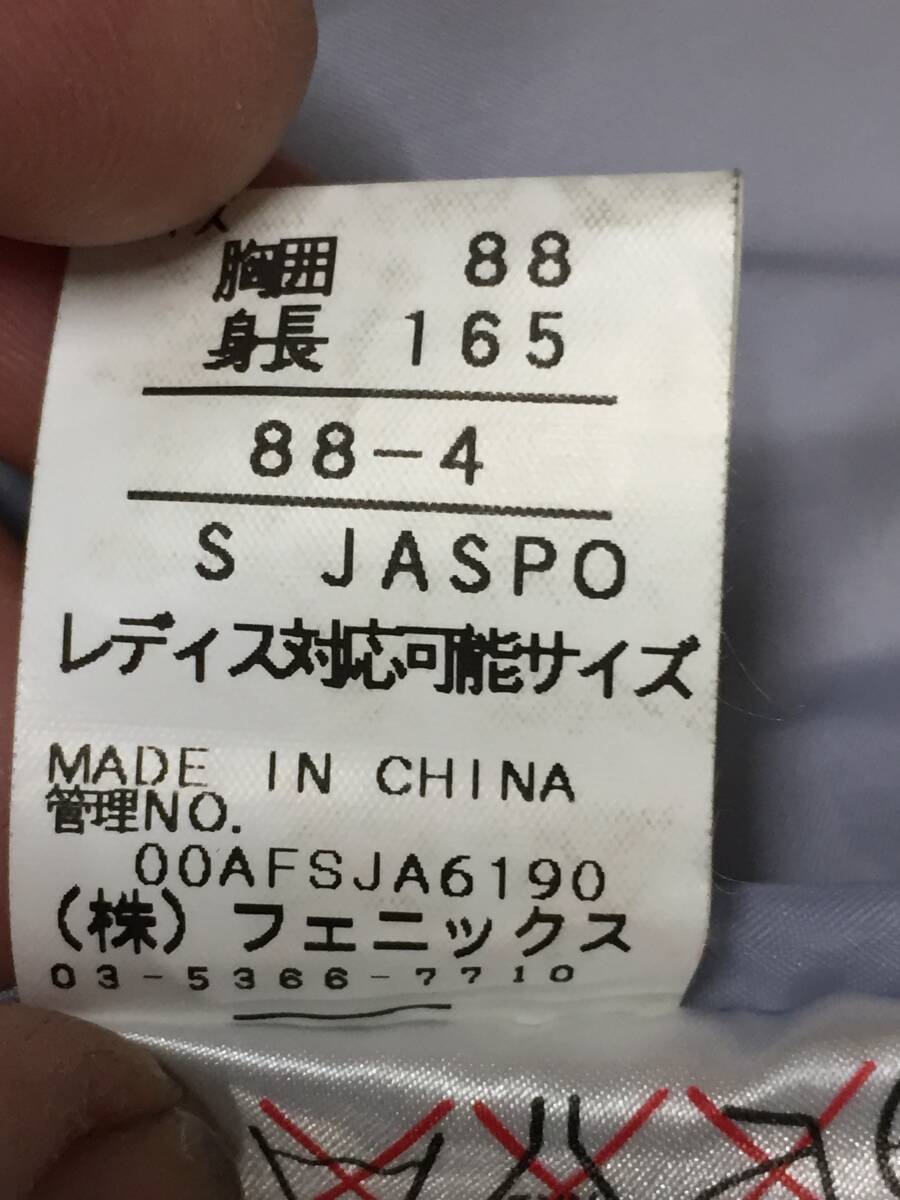 胸囲 88
身長 165
88-4
S JASPO
レディス対応可能サイズ
MADE IN CHINA
管理NO.
00AFSJA6190
(株)フェニックス
03-5366-7710